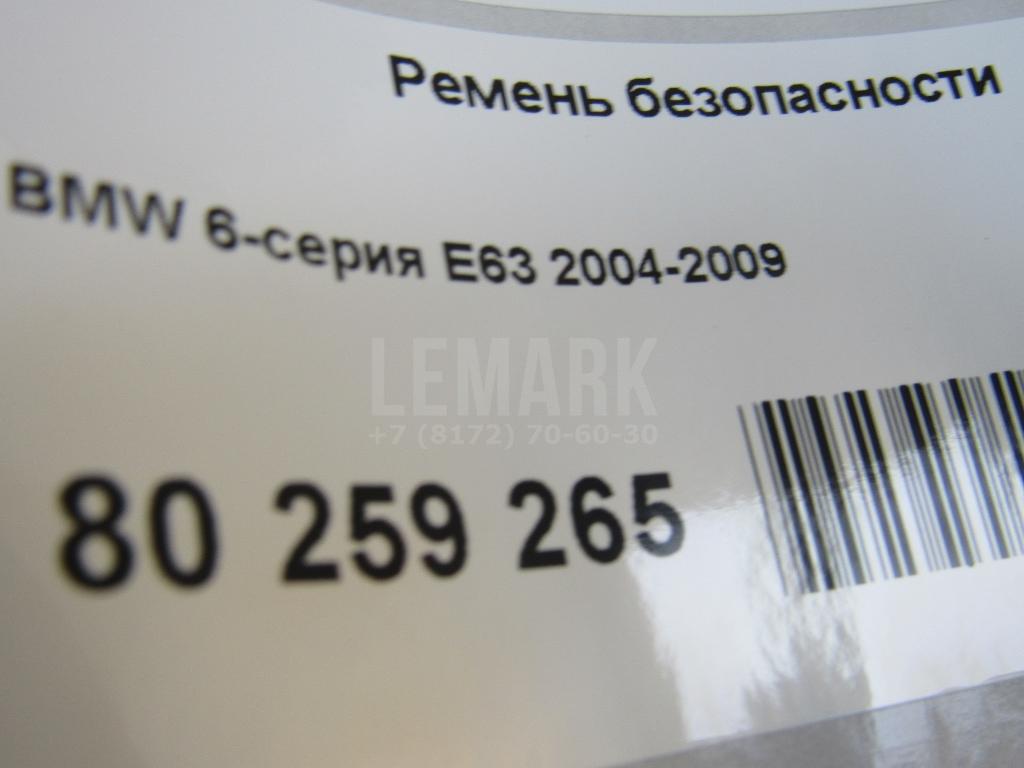 Ремень безопасности
BMW 6-серия E63 2004-2009
LEMARK
+7 (8172) 70-60-30
80 259 265